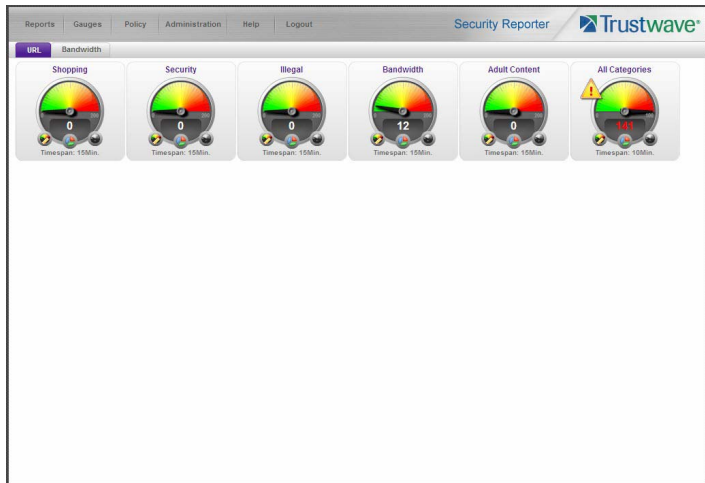 Reports Gauges Policy Administration Help Logout
Security Reporter
Trustwave®
URL Bandwidth
Shopping Security Illegal Bandwidth Adult Content All Categories
0 0 0 12 0 141
Timespan: 15Min. Timespan: 15Min. Timespan: 15Min. Timespan: 15Min. Timespan: 15Min. Timespan: 10Min.